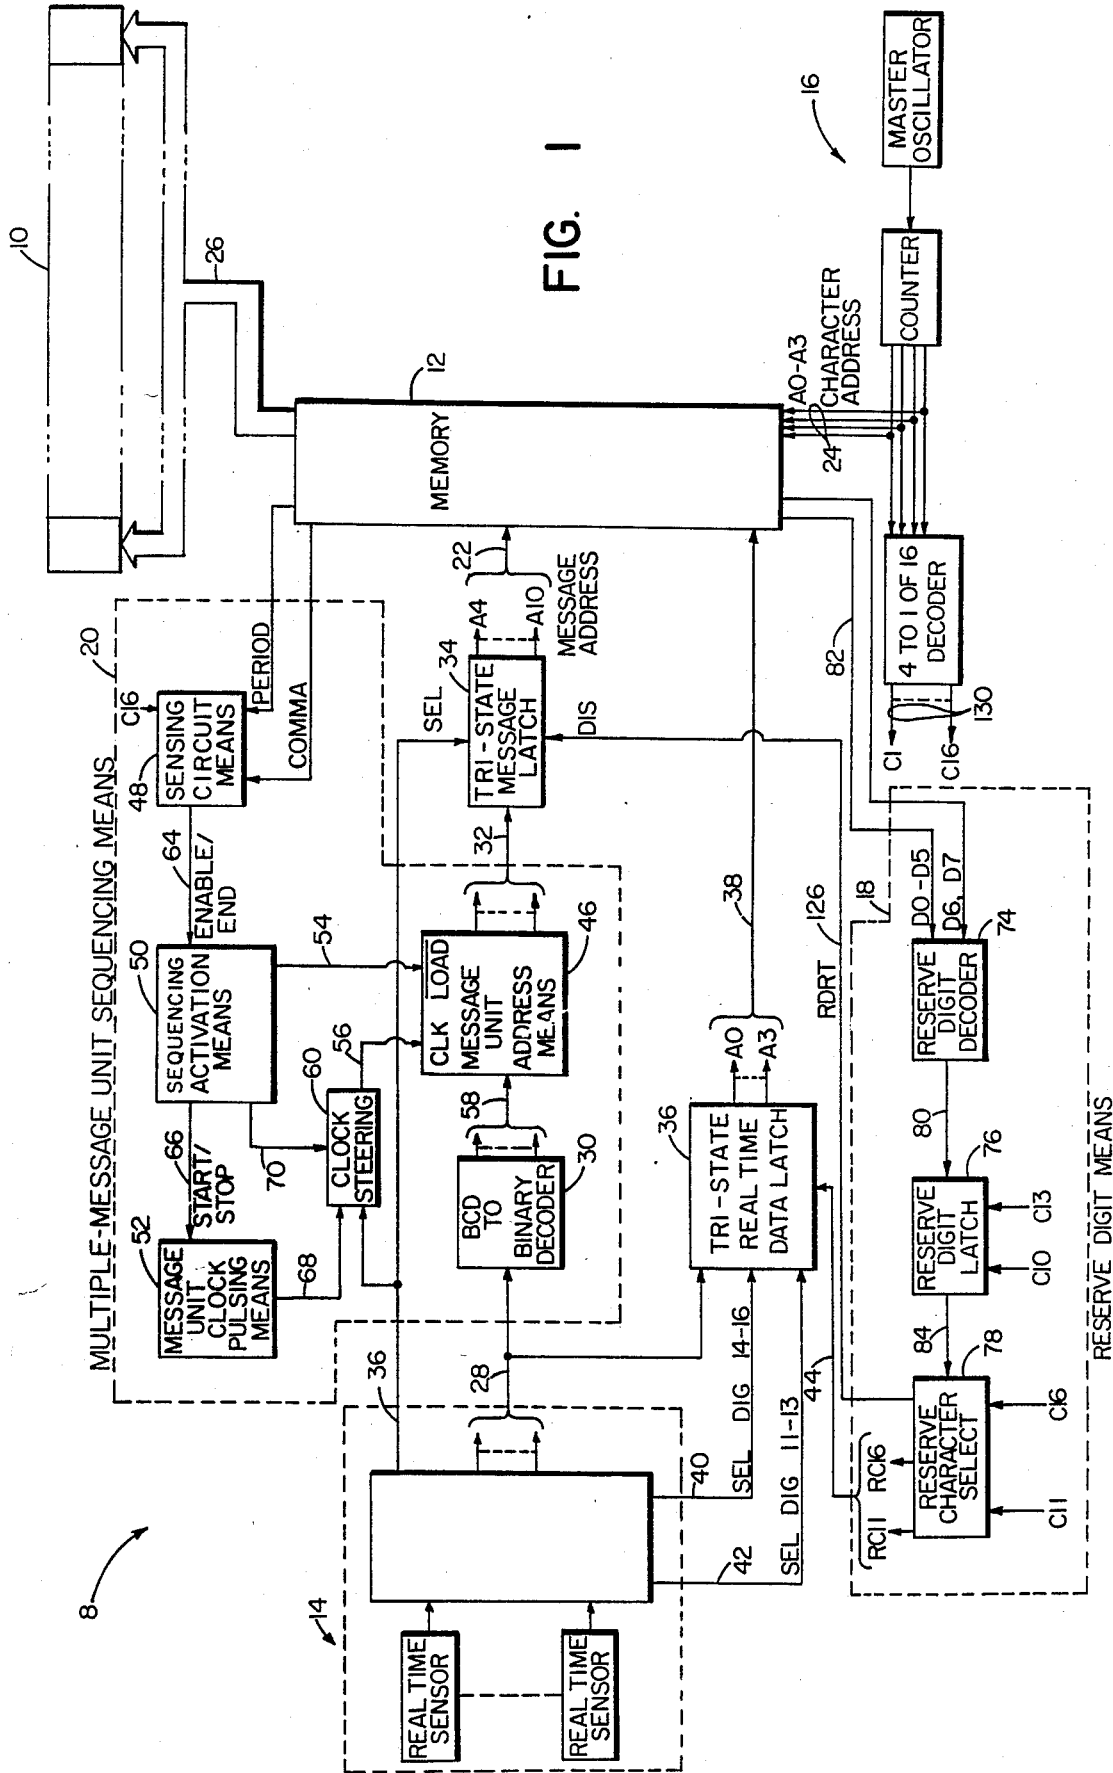 FIG. 1
8
10
26
12
MEMORY
16
MASTER
OSCILLATOR
COUNTER
A0-A3
CHARACTER
ADDRESS
24
4 TO 1 OF 16
DECODER
C1
C16
130
MULTIPLE-MESSAGE UNIT SEQUENCING MEANS
20
C16
48
SENSING
CIRCUIT
MEANS
PERIOD
COMMA
64
ENABLE/
END
50
SEQUENCING
ACTIVATION
MEANS
54
66
START/
STOP
70
52
MESSAGE
UNIT
CLOCK
PULSING
MEANS
68
60
CLOCK
STEERING
56
CLK LOAD
MESSAGE
UNIT
ADDRESS
MEANS
46
58
BCD
TO
BINARY
DECODER
30
32
SEL
34
TRI-STATE
MESSAGE
LATCH
DIS
A4
A10
22
MESSAGE
ADDRESS
36
28
14
REAL TIME
SENSOR
REAL TIME
SENSOR
40
SEL DIG 14-16
42
SEL DIG 11-13
36
TRI-STATE
REAL TIME
DATA LATCH
A0
A3
38
44
126
RDRT
82
18
D0-D5
D6, D7
RESERVE
DIGIT
DECODER
74
80
RESERVE
DIGIT
LATCH
76
C13
C10
84
RESERVE
CHARACTER
SELECT
78
RC16
RC11
C16
C11
RESERVE DIGIT MEANS